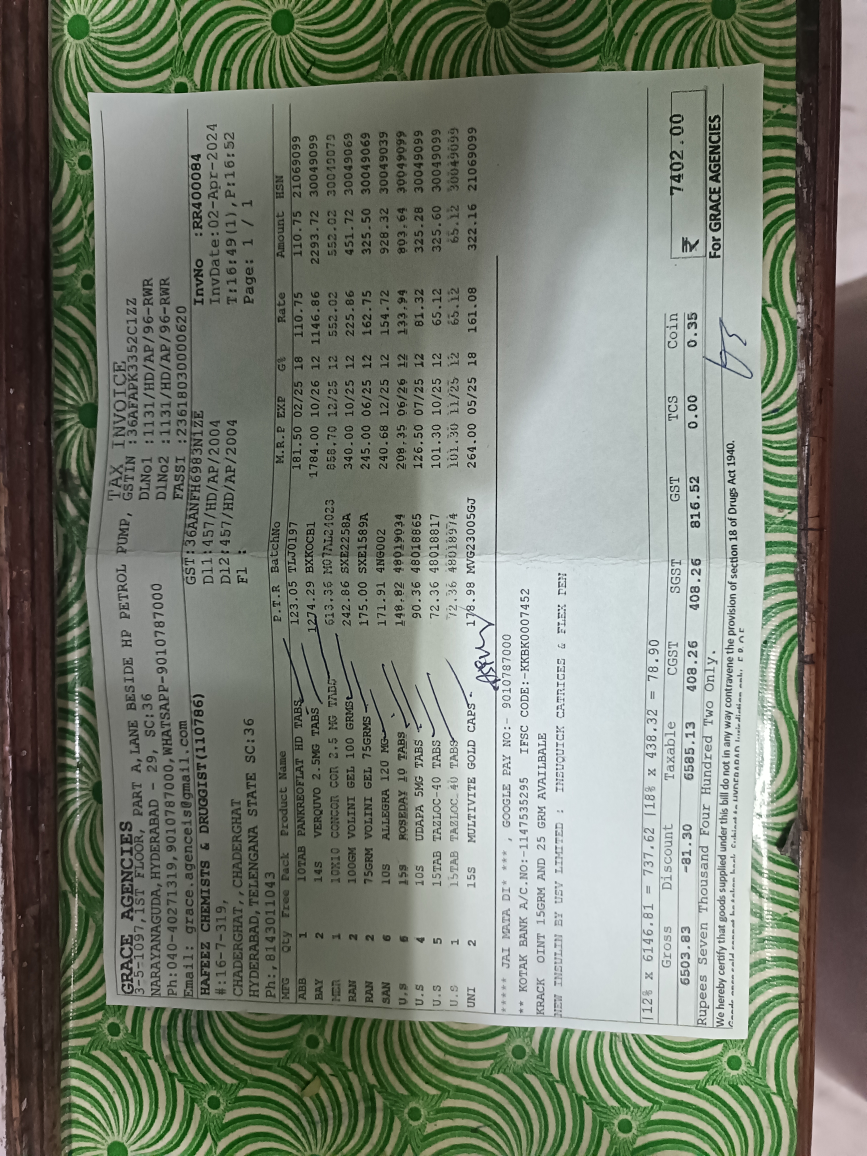 GRACE AGENCIES
TAX INVOICE
3-5-1097,1ST FLOOR, PART A,LANE BESIDE HP PETROL PUMP,
GSTIN :36AFAPK3352C1ZZ
NARAYANAGUDA,HYDERABAD - 29, SC:36
DLNo1 :1131/HD/AP/96-RWR
Ph:040-40271319,9010787000,WHATSAPP-9010787000
DlNo2 :1131/HD/AP/96-RWR
Email: grace.agenceis@gmail.com
FASSI :23618030000620
HAFEEZ CHEMISTS & DRUGGIST(110786)
GST:36AANFH6983N1ZE
InvNo :RR400084
#:16-7-319,
Dl1:457/HD/AP/2004
InvDate:02-Apr-2024
CHADERGHAT,,CHADERGHAT
Dl2:457/HD/AP/2004
T:16:49(1),P:16:52
HYDERABAD,TELENGANA STATE SC:36
Fl :
Page: 1 / 1
Ph:,8143011043
MFG Qty Free Pack Product Name P.T.R BatchNo M.R.P EXP G% Rate Amount HSN
ABB 1 10TAB PANKREOFLAT HD TABS 123.05 TLJ0197 181.50 02/25 18 110.75 110.75 21069099
BAY 2 14S VERQUVO 2.5MG TABS 1274.29 BXK0CB1 1784.00 10/26 12 1146.86 2293.72 30049099
1 10X10 CONCOR COR 2.5 MG TABS 613.36 858.70 12/25 12 552.02 552.02 30049079
RAN 2 100GM VOLINI GEL 100 GRMS 242.86 SXE2258A 340.00 10/25 12 225.86 451.72 30049069
RAN 2 75GRM VOLINI GEL 75GRMS 175.00 SXE1589A 245.00 06/25 12 162.75 325.50 30049069
SAN 6 10S ALLEGRA 120 MG 171.91 4NG002 240.68 12/25 12 154.72 928.32 30049039
U.S 6 15S ROSEDAY 10 TABS 148.82 48019034 208.35 06/26 12 133.94 803.64 30049099
U.S 4 10S UDAPA 5MG TABS 90.36 48018865 126.50 07/25 12 81.32 325.28 30049099
U.S 5 15TAB TAZLOC-40 TABS 72.36 48018817 101.30 10/25 12 65.12 325.60 30049099
U.S 1 15TAB TAZLOC-40 TABS 72.36 48018974 101.30 11/25 12 65.12 65.12 30049099
UNI 2 15S MULTIVITE GOLD CAPS 178.98 MVG23005GJ 264.00 05/25 18 161.08 322.16 21069099
***** JAI MATA DI* *** , GOOGLE PAY NO:- 9010787000
** KOTAK BANK A/C.NO:-1147535295 IFSC CODE:-KKBK0007452
KRACK OINT 15GRM AND 25 GRM AVAILBALE
NEW INSULIN BY USV LIMITED : INSUQUICK CATRICES & FLEX PEN
|12% x 6146.81 = 737.62 |18% x 438.32 = 78.90
Gross Discount Taxable CGST SGST GST TCS Coin
6503.83 -81.30 6585.13 408.26 408.26 816.52 0.00 0.35
₹ 7402.00
Rupees Seven Thousand Four Hundred Two Only.
For GRACE AGENCIES
We hereby certify that goods supplied under this bill do not in any way contravene the provision of section 18 of Drugs Act 1940.